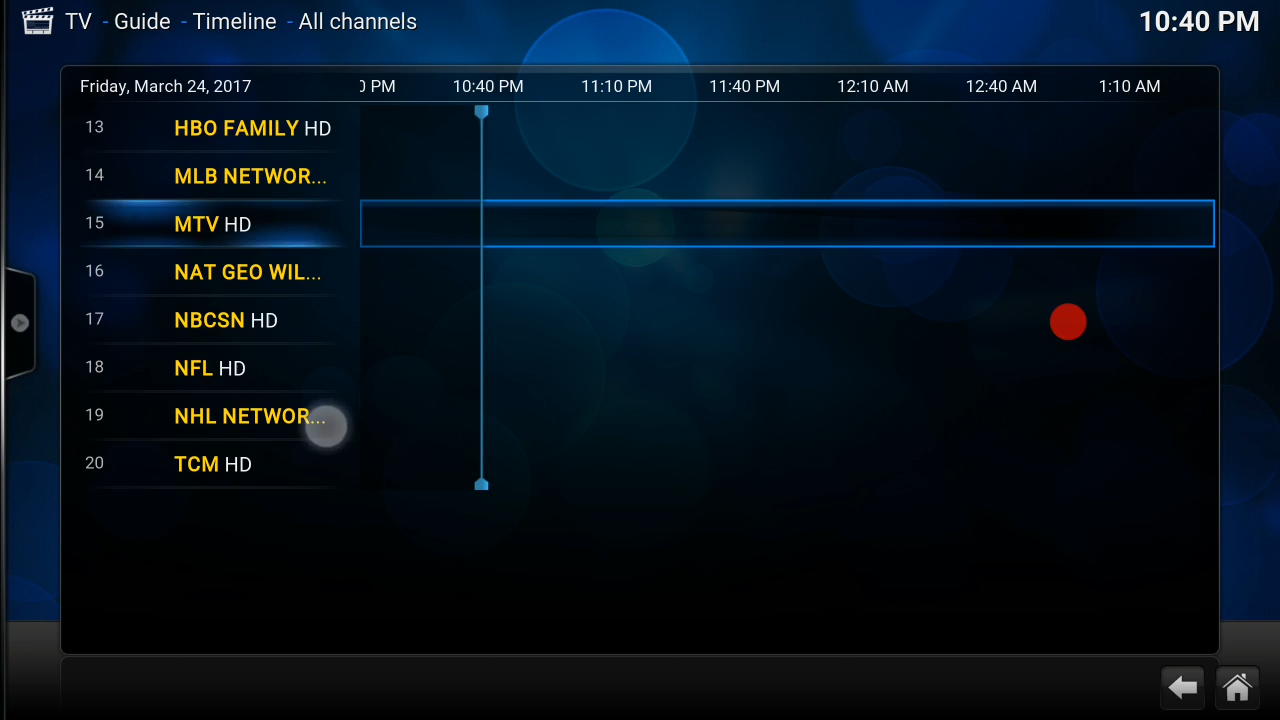 TV - Guide - Timeline - All channels
10:40 PM
Friday, March 24, 2017
0 PM 10:40 PM 11:10 PM 11:40 PM 12:10 AM 12:40 AM 1:10 AM
13 HBO FAMILY HD
14 MLB NETWOR...
15 MTV HD
16 NAT GEO WIL...
17 NBCSN HD
18 NFL HD
19 NHL NETWOR...
20 TCM HD